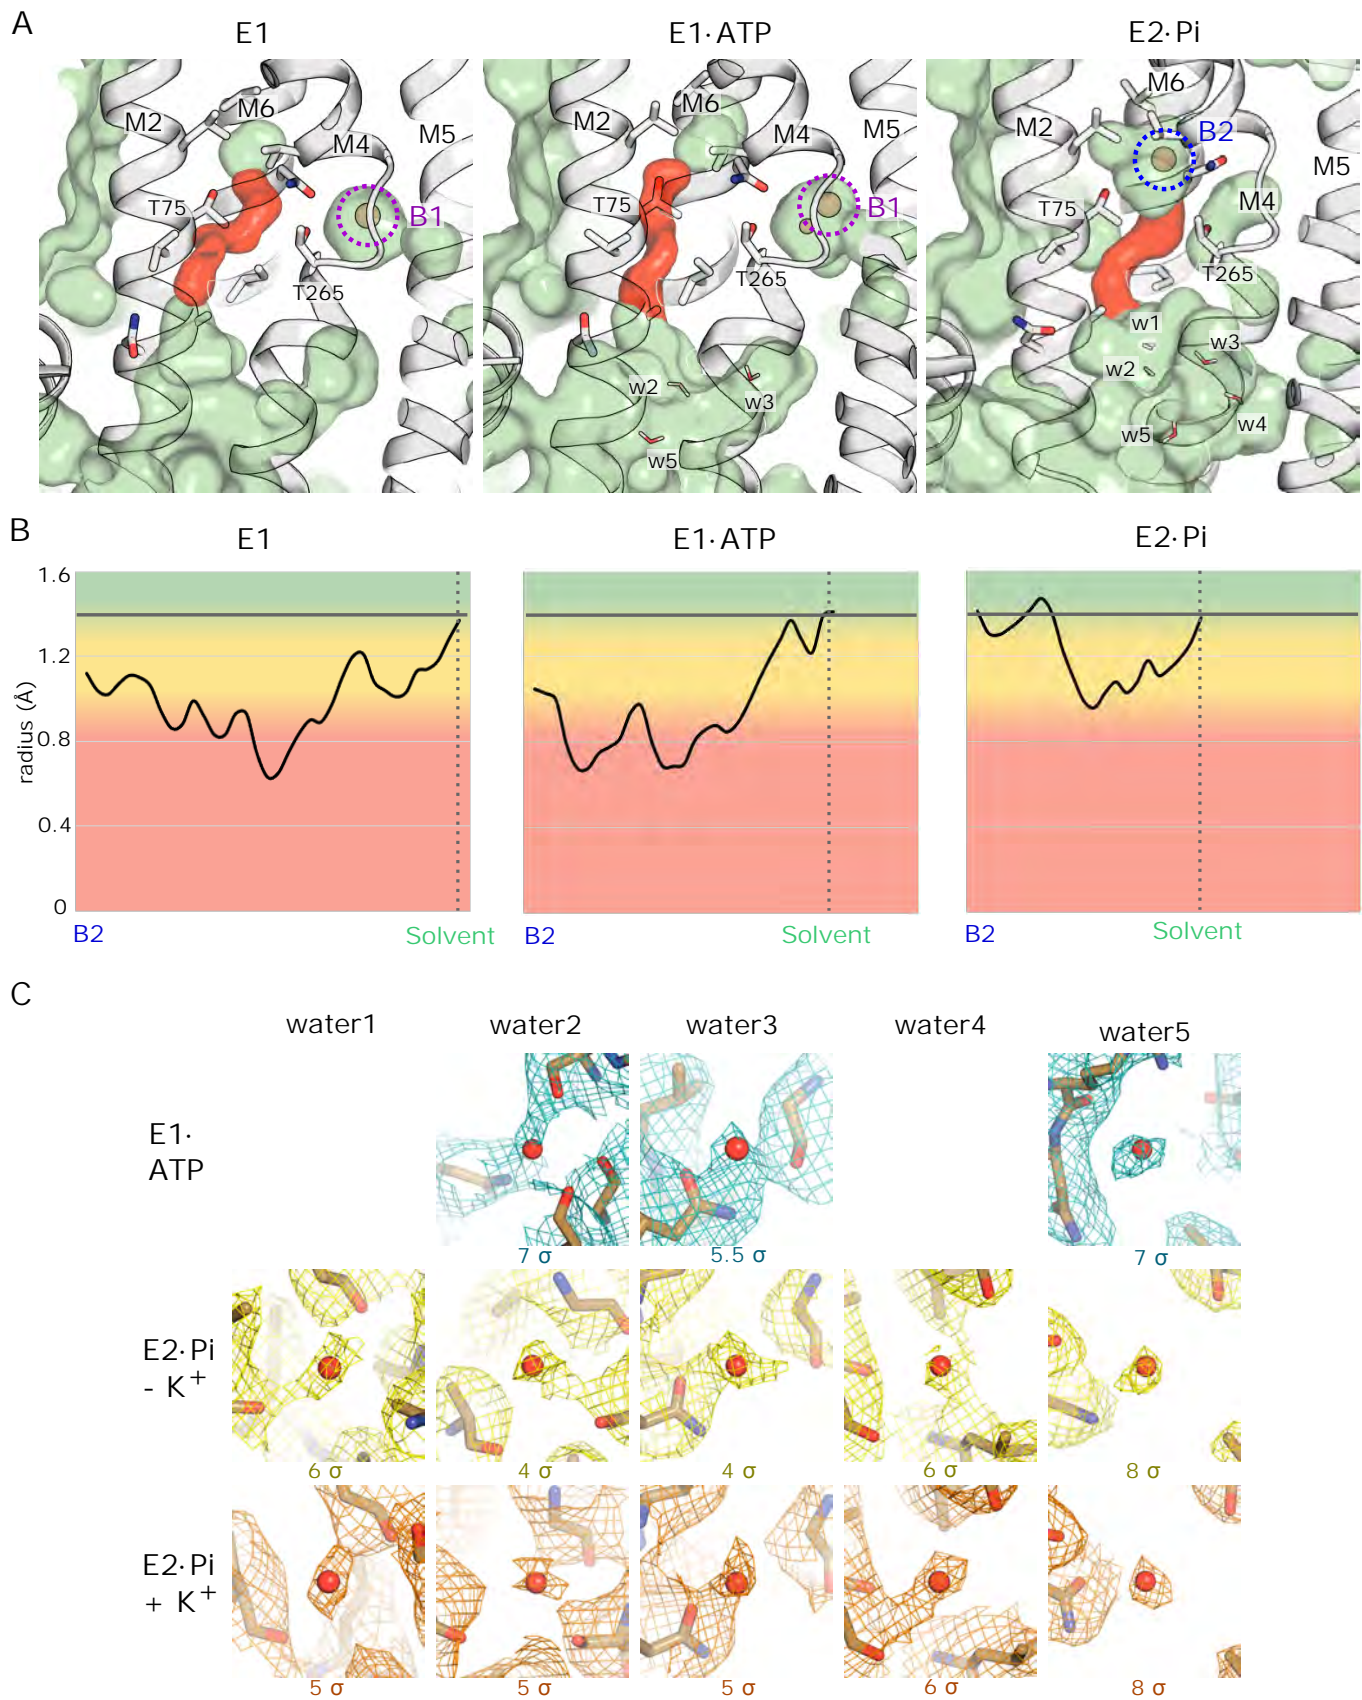 A
E1
E1·ATP
E2·Pi
M2
M6
M4
M5
T75
B1
T265
M2
M6
M4
M5
T75
B1
T265
w2
w3
w5
M2
M6
B2
M5
T75
M4
T265
w1
w2
w3
w4
w5
B
E1
E1·ATP
E2·Pi
1.6
1.2
0.8
0.4
0
radius (Å)
B2
Solvent
B2
Solvent
B2
Solvent
C
water1
water2
water3
water4
water5
E1·
ATP
7 σ
5.5 σ
7 σ
E2·Pi
- K⁺
6 σ
4 σ
4 σ
6 σ
8 σ
E2·Pi
+ K⁺
5 σ
5 σ
5 σ
6 σ
8 σ